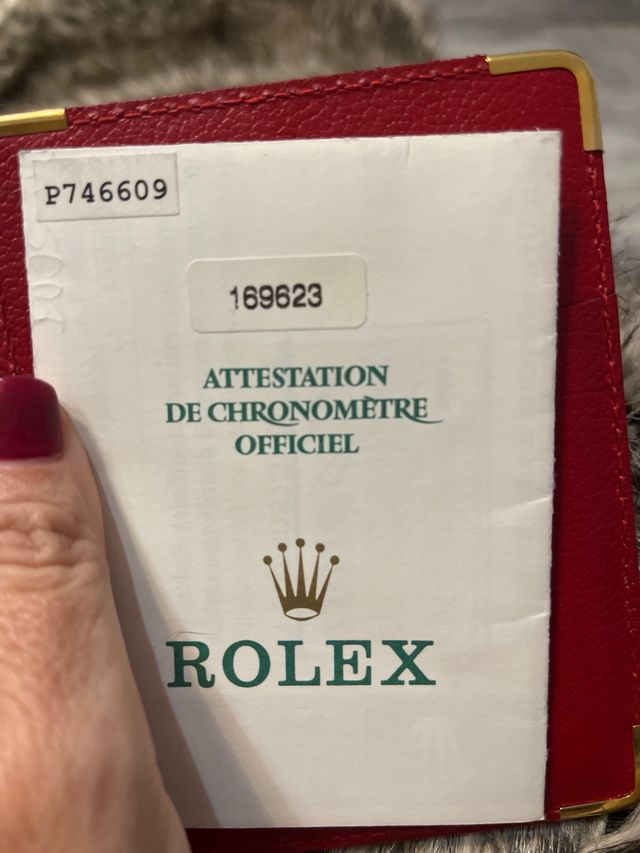 P746609
169623
ATTESTATION
DE CHRONOMÈTRE
OFFICIEL
ROLEX